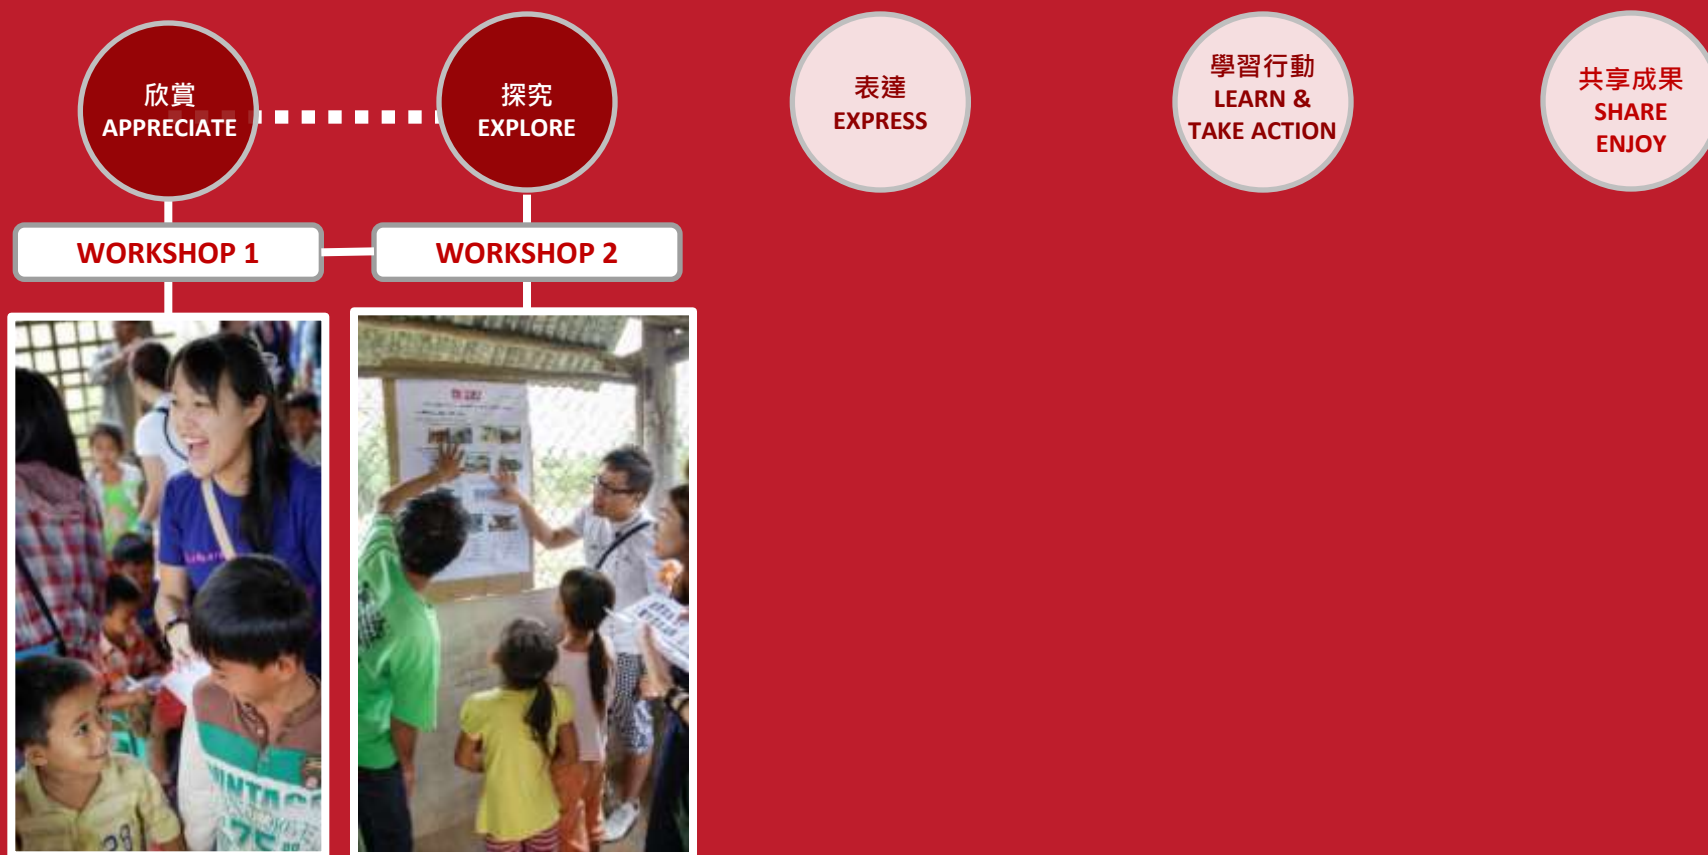 欣賞
APPRECIATE
探究
EXPLORE
表達
EXPRESS
學習行動
LEARN &
TAKE ACTION
共享成果
SHARE
ENJOY
WORKSHOP 1
WORKSHOP 2